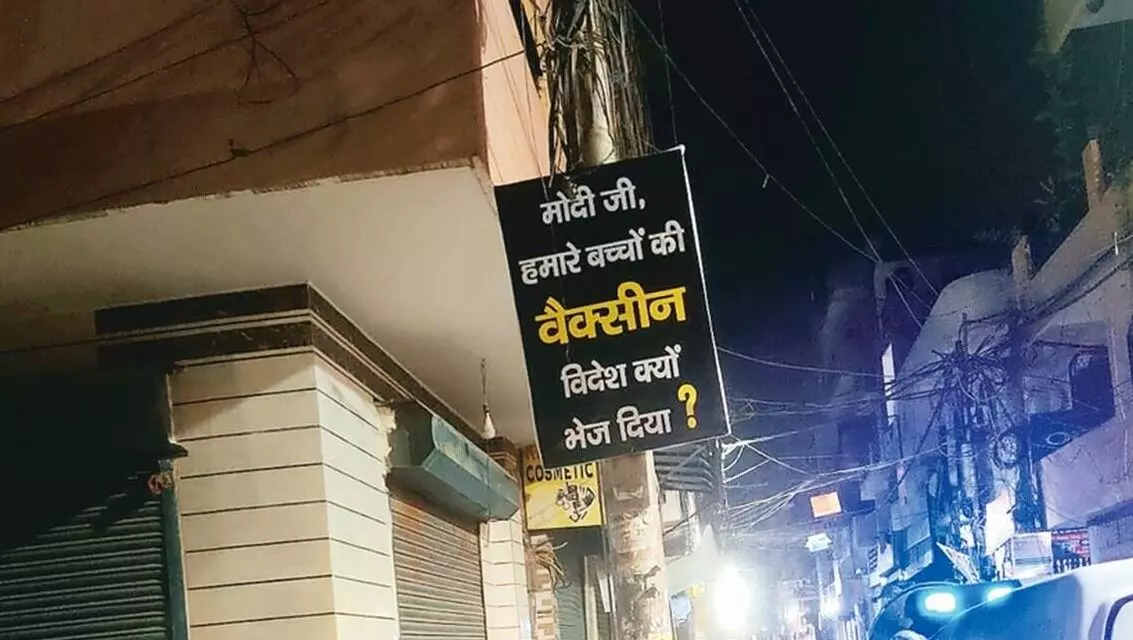 मोदी जी,
हमारे बच्चों की
वैक्सीन
विदेश क्यों
भेज दिया ?
COSMETIC